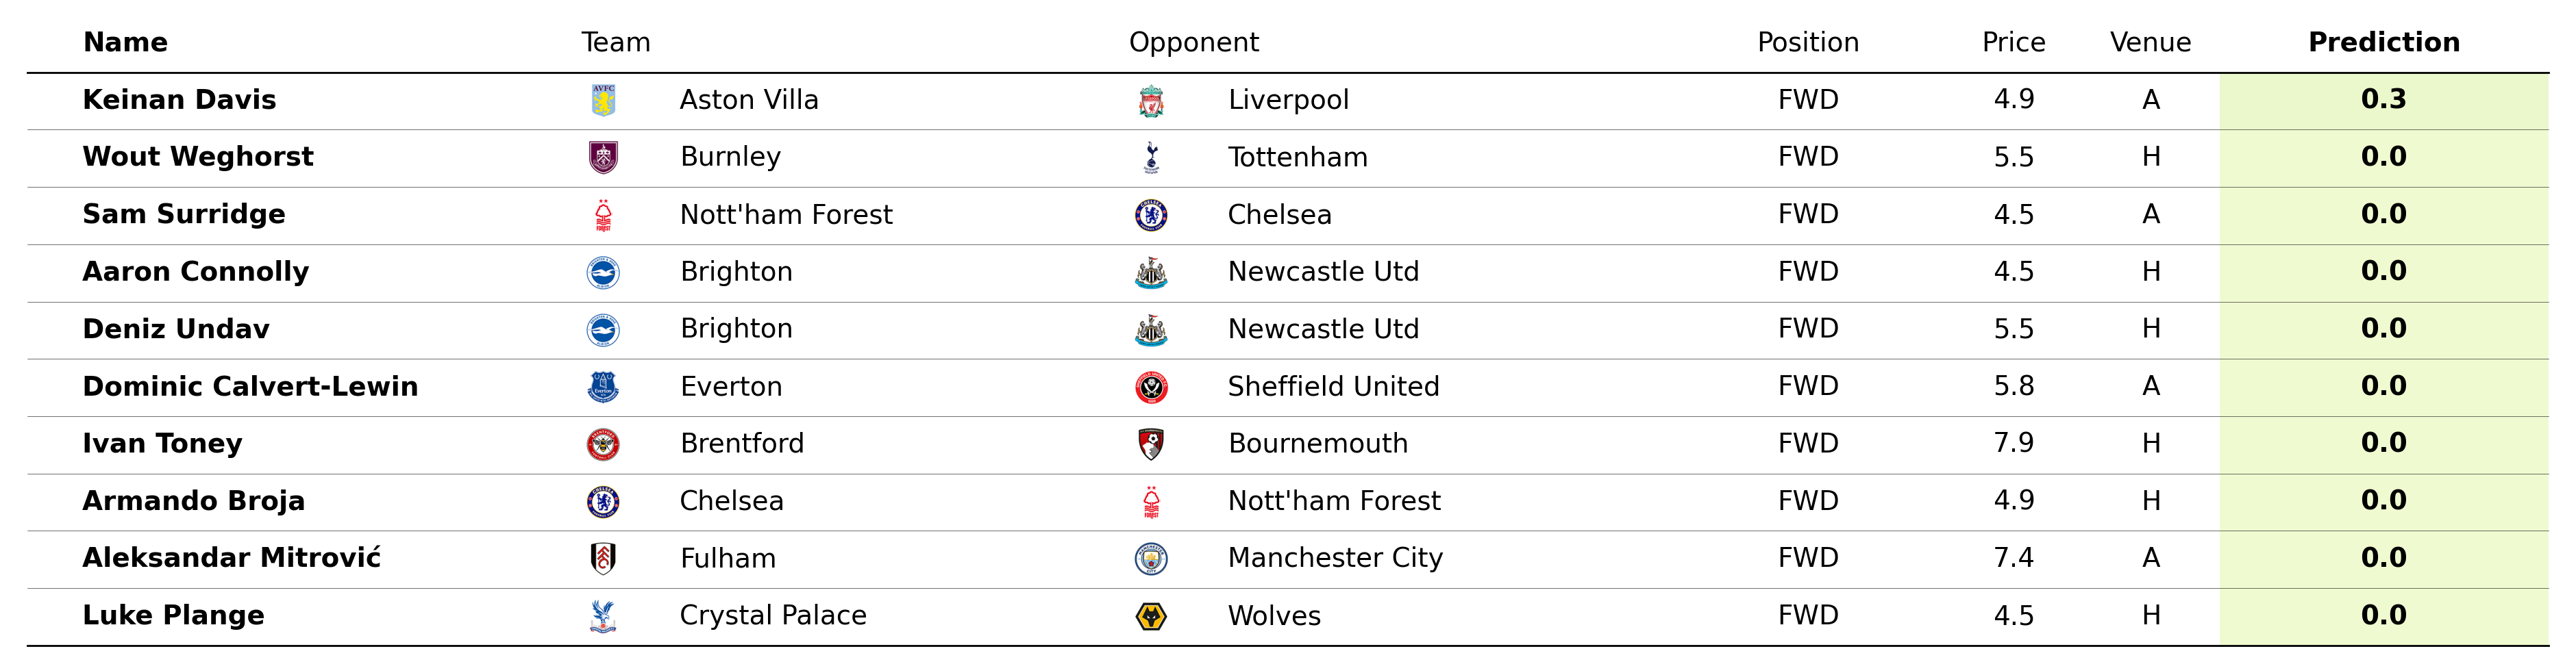 Name Team Opponent Position Price Venue Prediction
Keinan Davis Aston Villa Liverpool FWD 4.9 A 0.3
Wout Weghorst Burnley Tottenham FWD 5.5 H 0.0
Sam Surridge Nott'ham Forest Chelsea FWD 4.5 A 0.0
Aaron Connolly Brighton Newcastle Utd FWD 4.5 H 0.0
Deniz Undav Brighton Newcastle Utd FWD 5.5 H 0.0
Dominic Calvert-Lewin Everton Sheffield United FWD 5.8 A 0.0
Ivan Toney Brentford Bournemouth FWD 7.9 H 0.0
Armando Broja Chelsea Nott'ham Forest FWD 4.9 H 0.0
Aleksandar Mitrović Fulham Manchester City FWD 7.4 A 0.0
Luke Plange Crystal Palace Wolves FWD 4.5 H 0.0